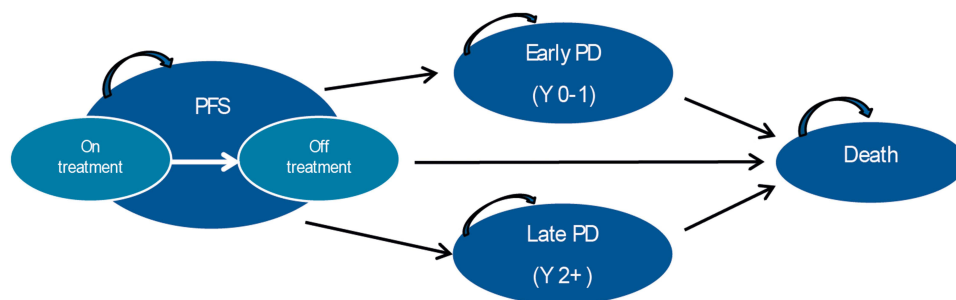 PFS
On
treatment
Off
treatment
Early PD
(Y 0-1)
Late PD
(Y 2+ )
Death